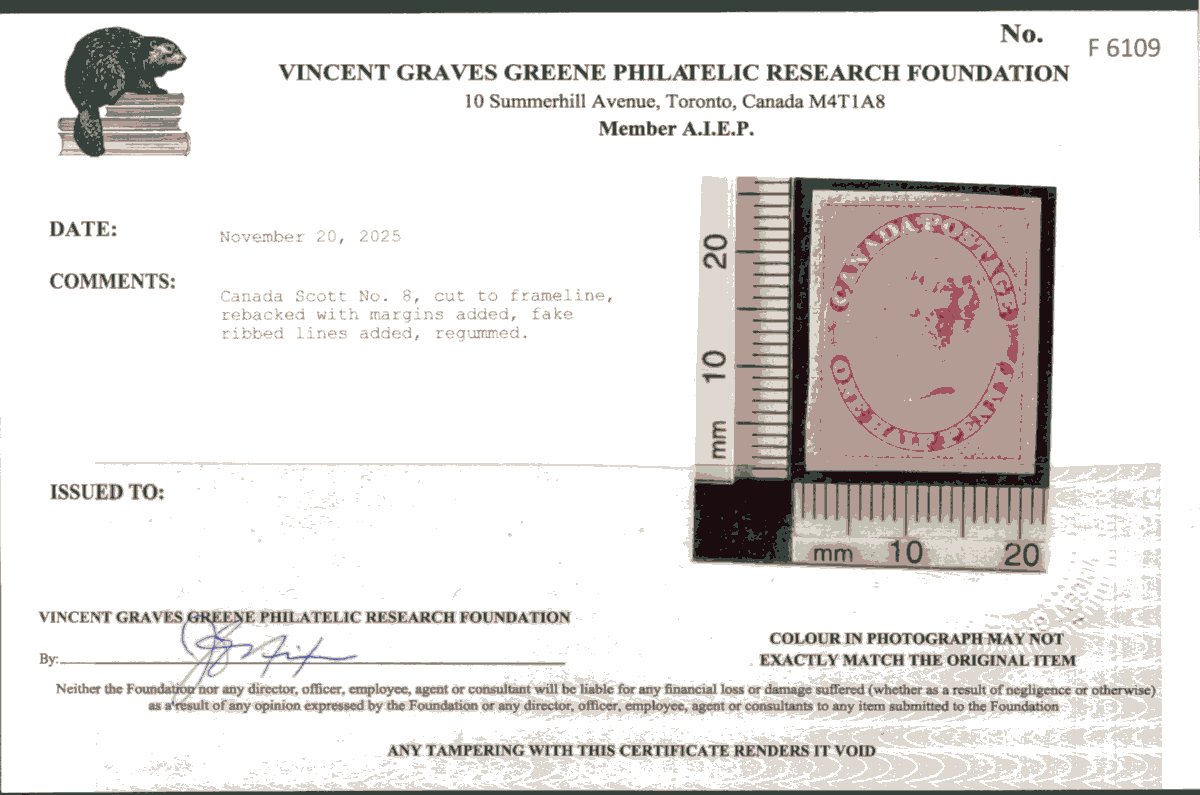 No. F 6109
VINCENT GRAVES GREENE PHILATELIC RESEARCH FOUNDATION
10 Summerhill Avenue, Toronto, Canada M4T1A8
Member A.I.E.P.
DATE: November 20, 2025
COMMENTS: Canada Scott No. 8, cut to frameline,
rebacked with margins added, fake
ribbed lines added, regummed.
20
10
mm
CANADA POSTAGE
mm 10 20
ISSUED TO:
VINCENT GRAVES GREENE PHILATELIC RESEARCH FOUNDATION
By:
COLOUR IN PHOTOGRAPH MAY NOT
EXACTLY MATCH THE ORIGINAL ITEM
Neither the Foundation nor any director, officer, employee, agent or consultant will be liable for any financial loss or damage suffered (whether as a result of negligence or otherwise)
as a result of any opinion expressed by the Foundation or any director, officer, employee, agent or consultants to any item submitted to the Foundation
ANY TAMPERING WITH THIS CERTIFICATE RENDERS IT VOID